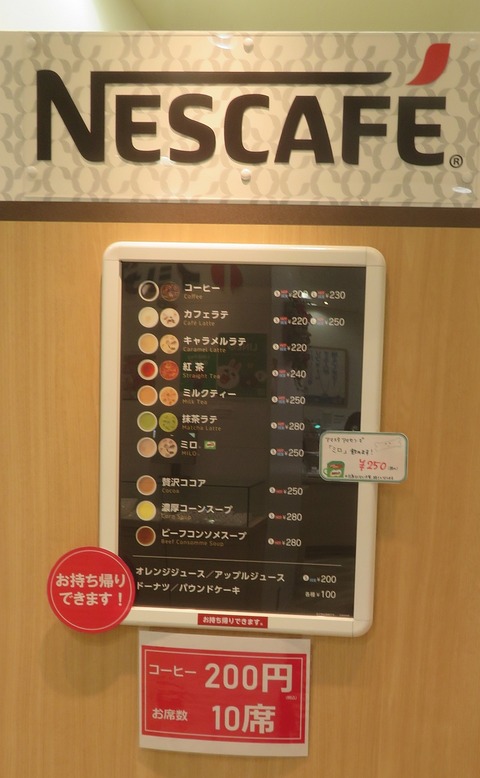 NESCAFÉ®
コーヒー ¥200 ¥230
Coffee
カフェラテ ¥220 ¥250
Café Latte
キャラメルラテ ¥220
Caramel Latte
紅茶 ¥240
Straight Tea
ミルクティー ¥250
Milk Tea
抹茶ラテ ¥280
Matcha Latte
ミロ® ¥250
MILO®
「ミロ」飲めます!
¥250
贅沢ココア ¥250
Cocoa
濃厚コーンスープ ¥280
ビーフコンソメスープ ¥280
Beef Consomme Soup
オレンジジュース/アップルジュース ¥200
ドーナツ/パウンドケーキ 各種¥100
お持ち帰り
できます!
お持ち帰りできます。
コーヒー 200円
お席数 10席